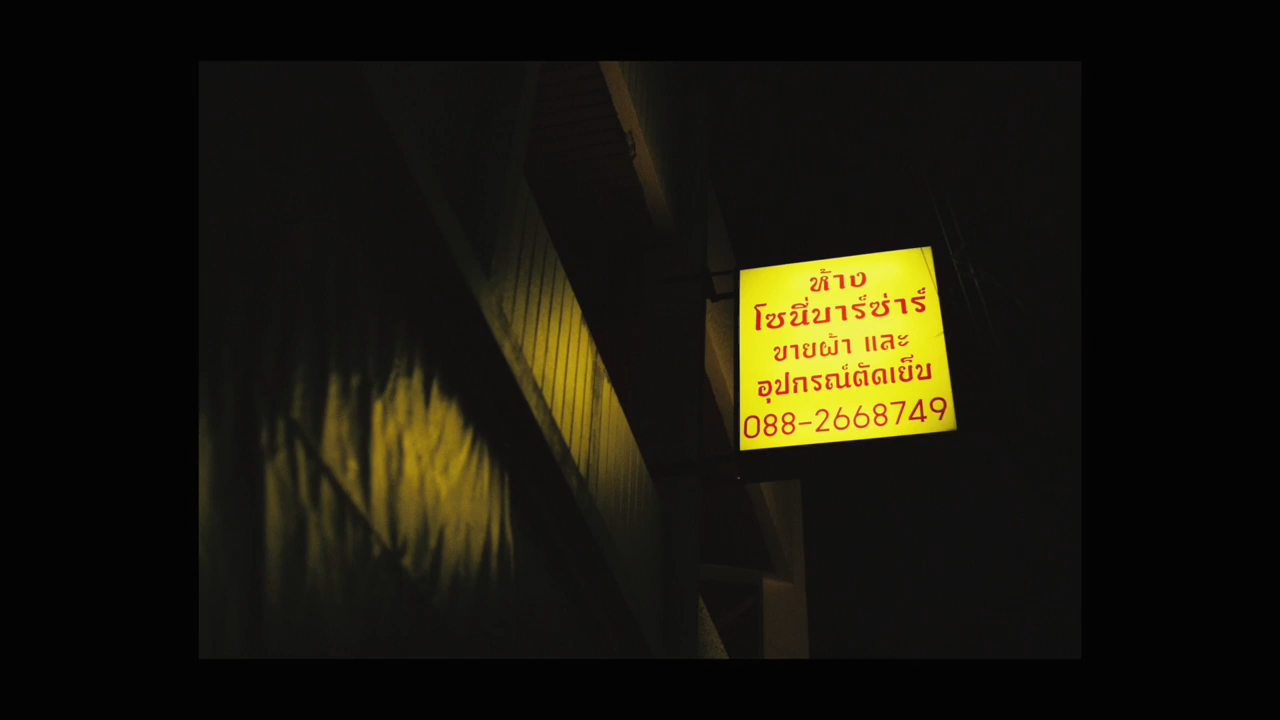 ห้าง
โซนี่บาร์ซ่าร์
ขายผ้า และ
อุปกรณ์ตัดเย็บ
088-2668749